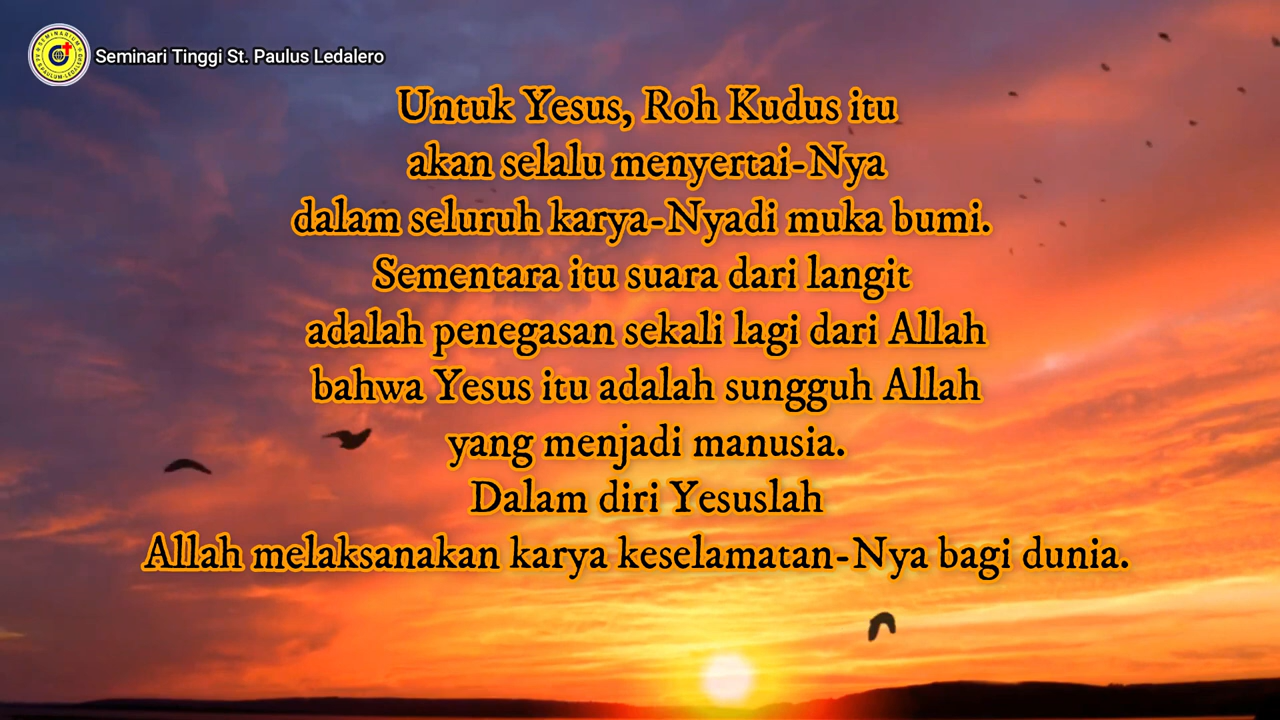 Seminari Tinggi St. Paulus Ledalero
Untuk Yesus, Roh Kudus itu
akan selalu menyertai-Nya
dalam seluruh karya-Nyadi muka bumi.
Sementara itu suara dari langit
adalah penegasan sekali lagi dari Allah
bahwa Yesus itu adalah sungguh Allah
yang menjadi manusia.
Dalam diri Yesuslah
Allah melaksanakan karya keselamatan-Nya bagi dunia.